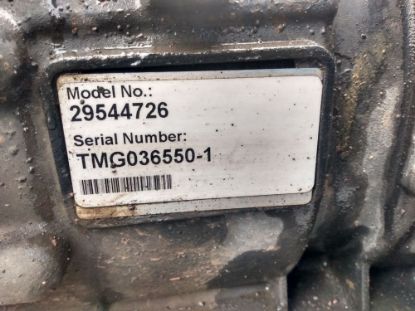 Model No.:
29544726
Serial Number:
TMG036550-1